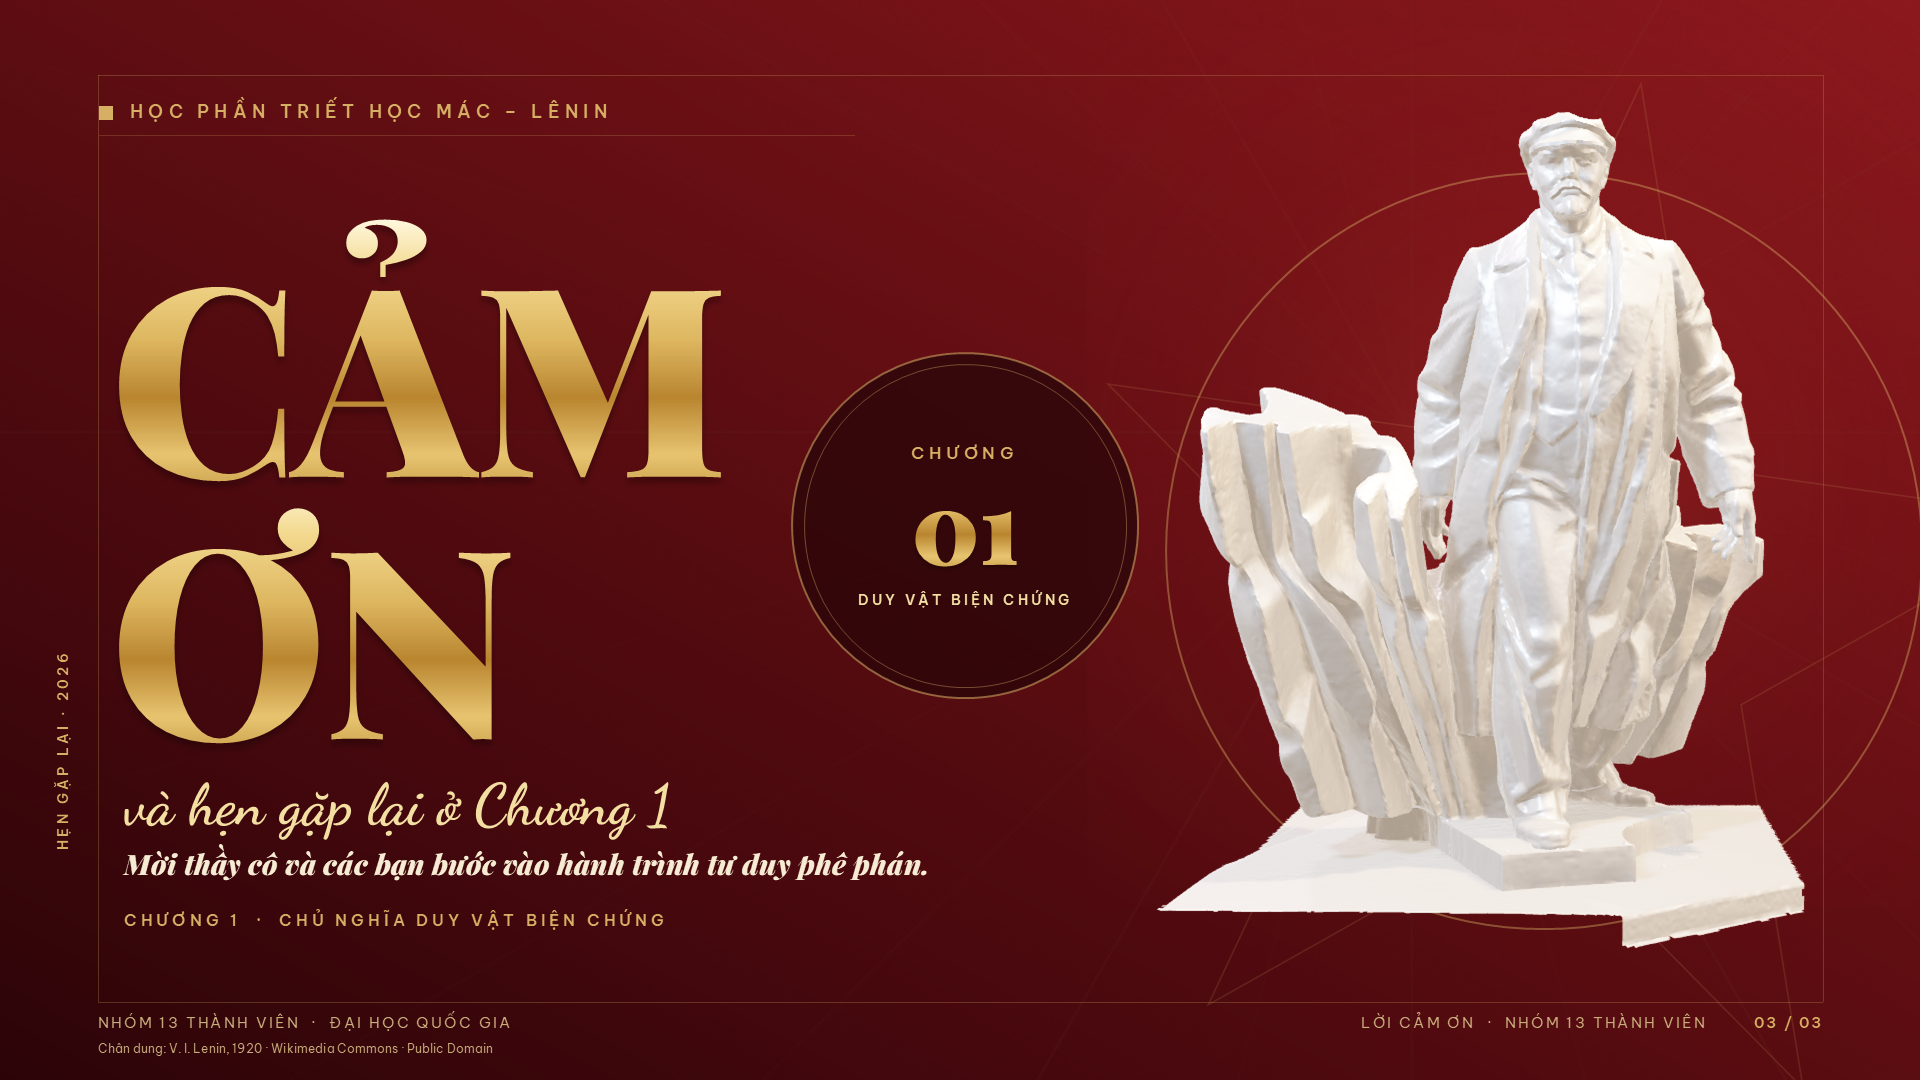 HỌC PHẦN TRIẾT HỌC MÁC – LÊNIN
CẢM
ƠN
và hẹn gặp lại ở Chương 1
Mời thầy cô và các bạn bước vào hành trình tư duy phê phán.
CHƯƠNG 1 · CHỦ NGHĨA DUY VẬT BIỆN CHỨNG
CHƯƠNG
01
DUY VẬT BIỆN CHỨNG
HẸN GẶP LẠI · 2026
NHÓM 13 THÀNH VIÊN · ĐẠI HỌC QUỐC GIA
Chân dung: V. I. Lenin, 1920 · Wikimedia Commons · Public Domain
LỜI CẢM ƠN · NHÓM 13 THÀNH VIÊN 03 / 03